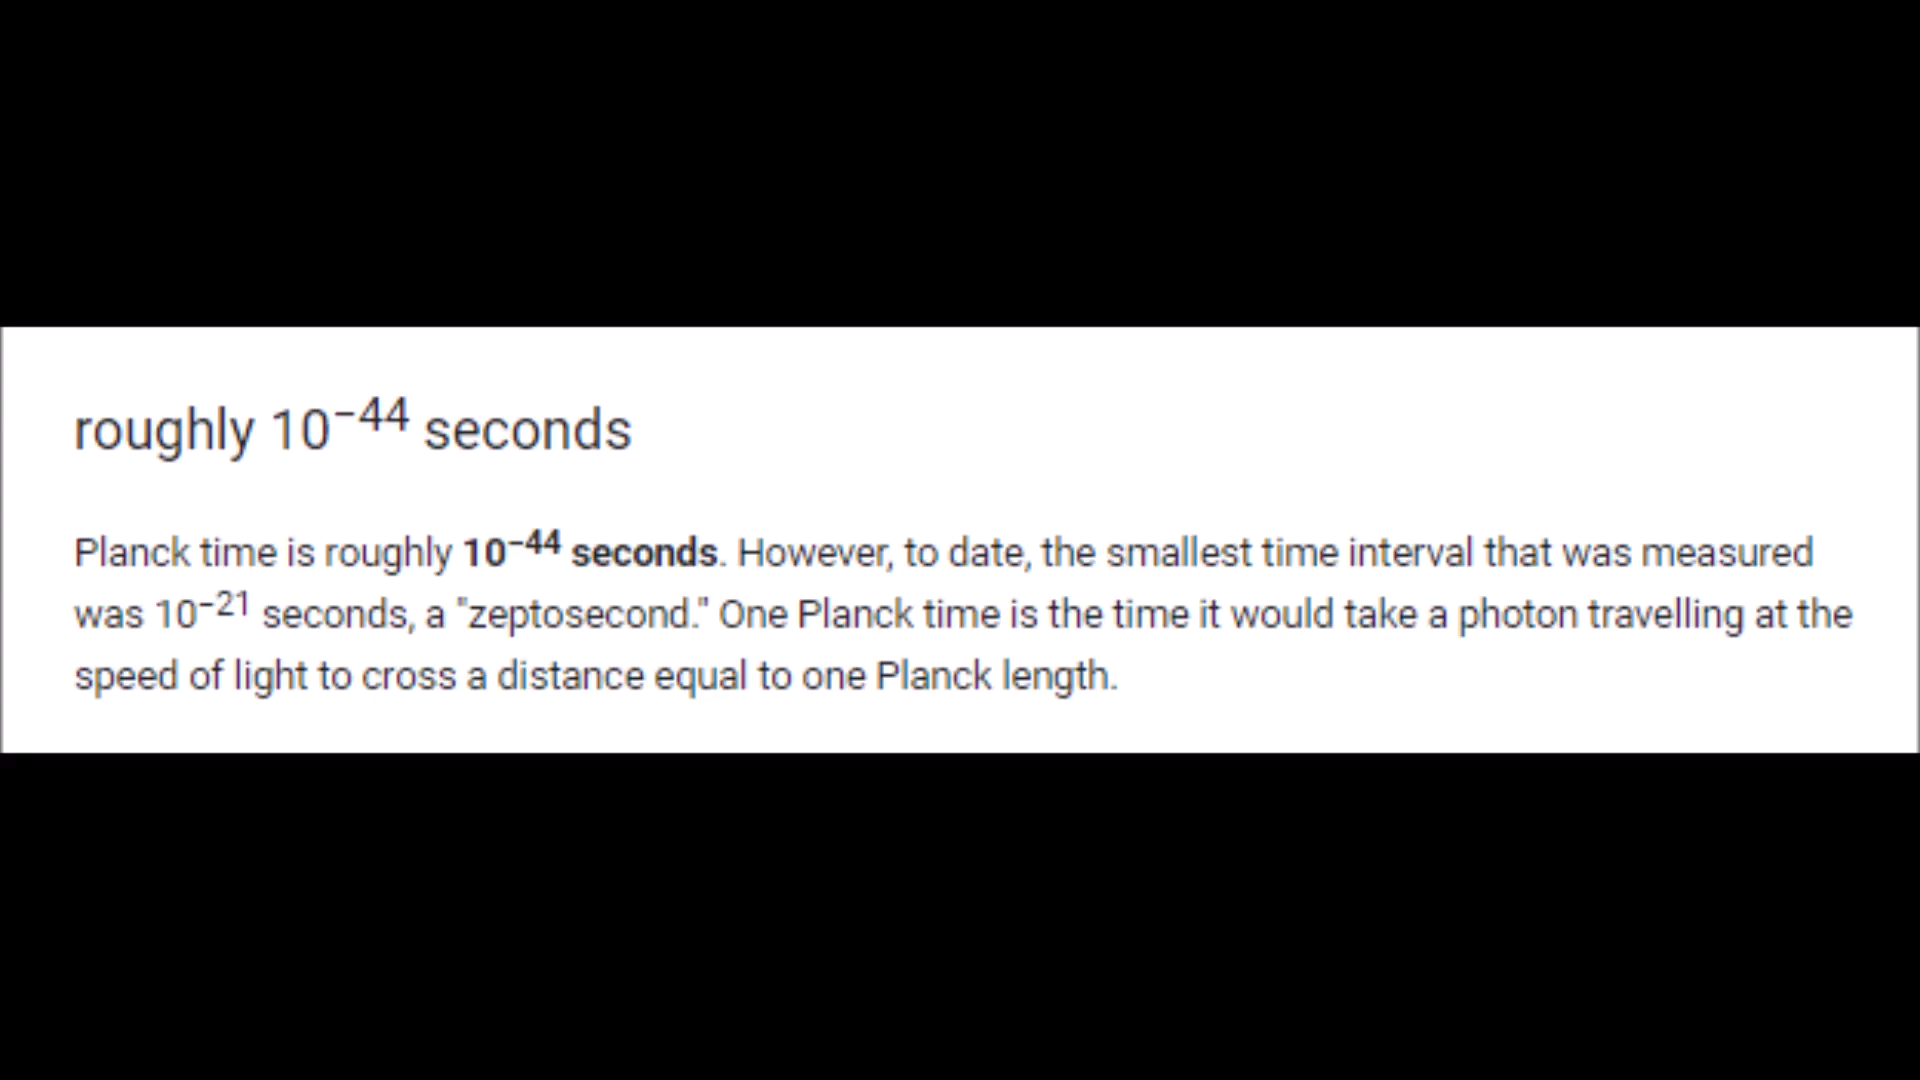 roughly 10⁻⁴⁴ seconds
Planck time is roughly 10⁻⁴⁴ seconds. However, to date, the smallest time interval that was measured
was 10⁻²¹ seconds, a "zeptosecond." One Planck time is the time it would take a photon travelling at the
speed of light to cross a distance equal to one Planck length.